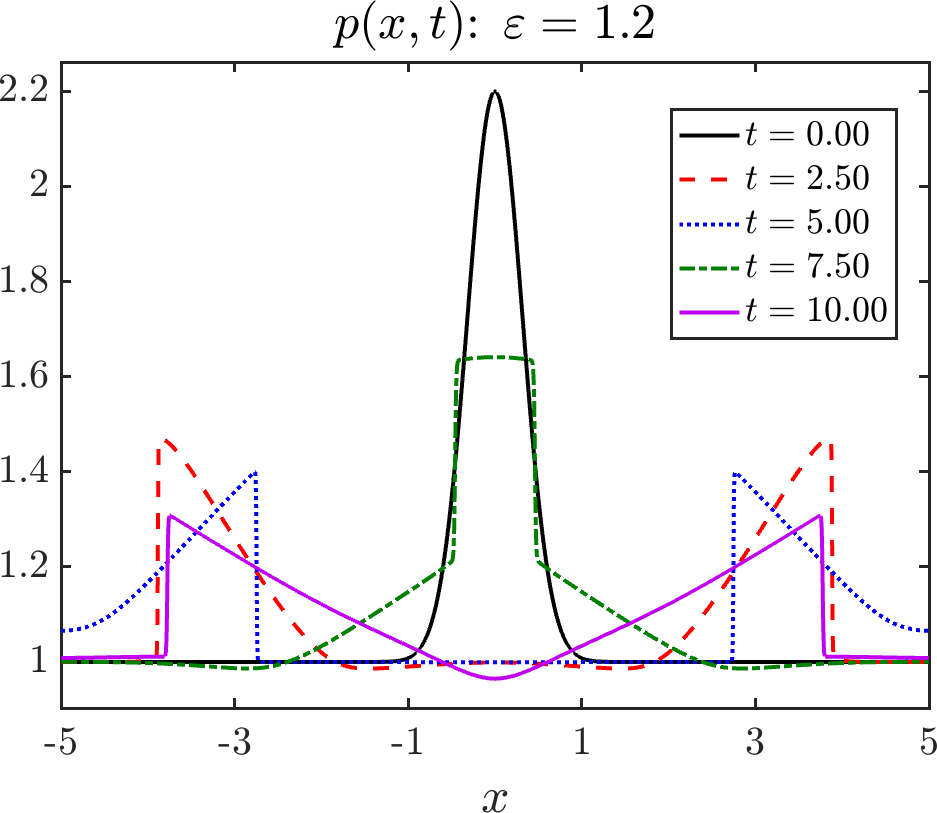 p(x, t): ε = 1.2
2.2
2
1.8
1.6
1.4
1.2
1
-5
-3
-1
1
3
5
x
t = 0.00
t = 2.50
t = 5.00
t = 7.50
t = 10.00